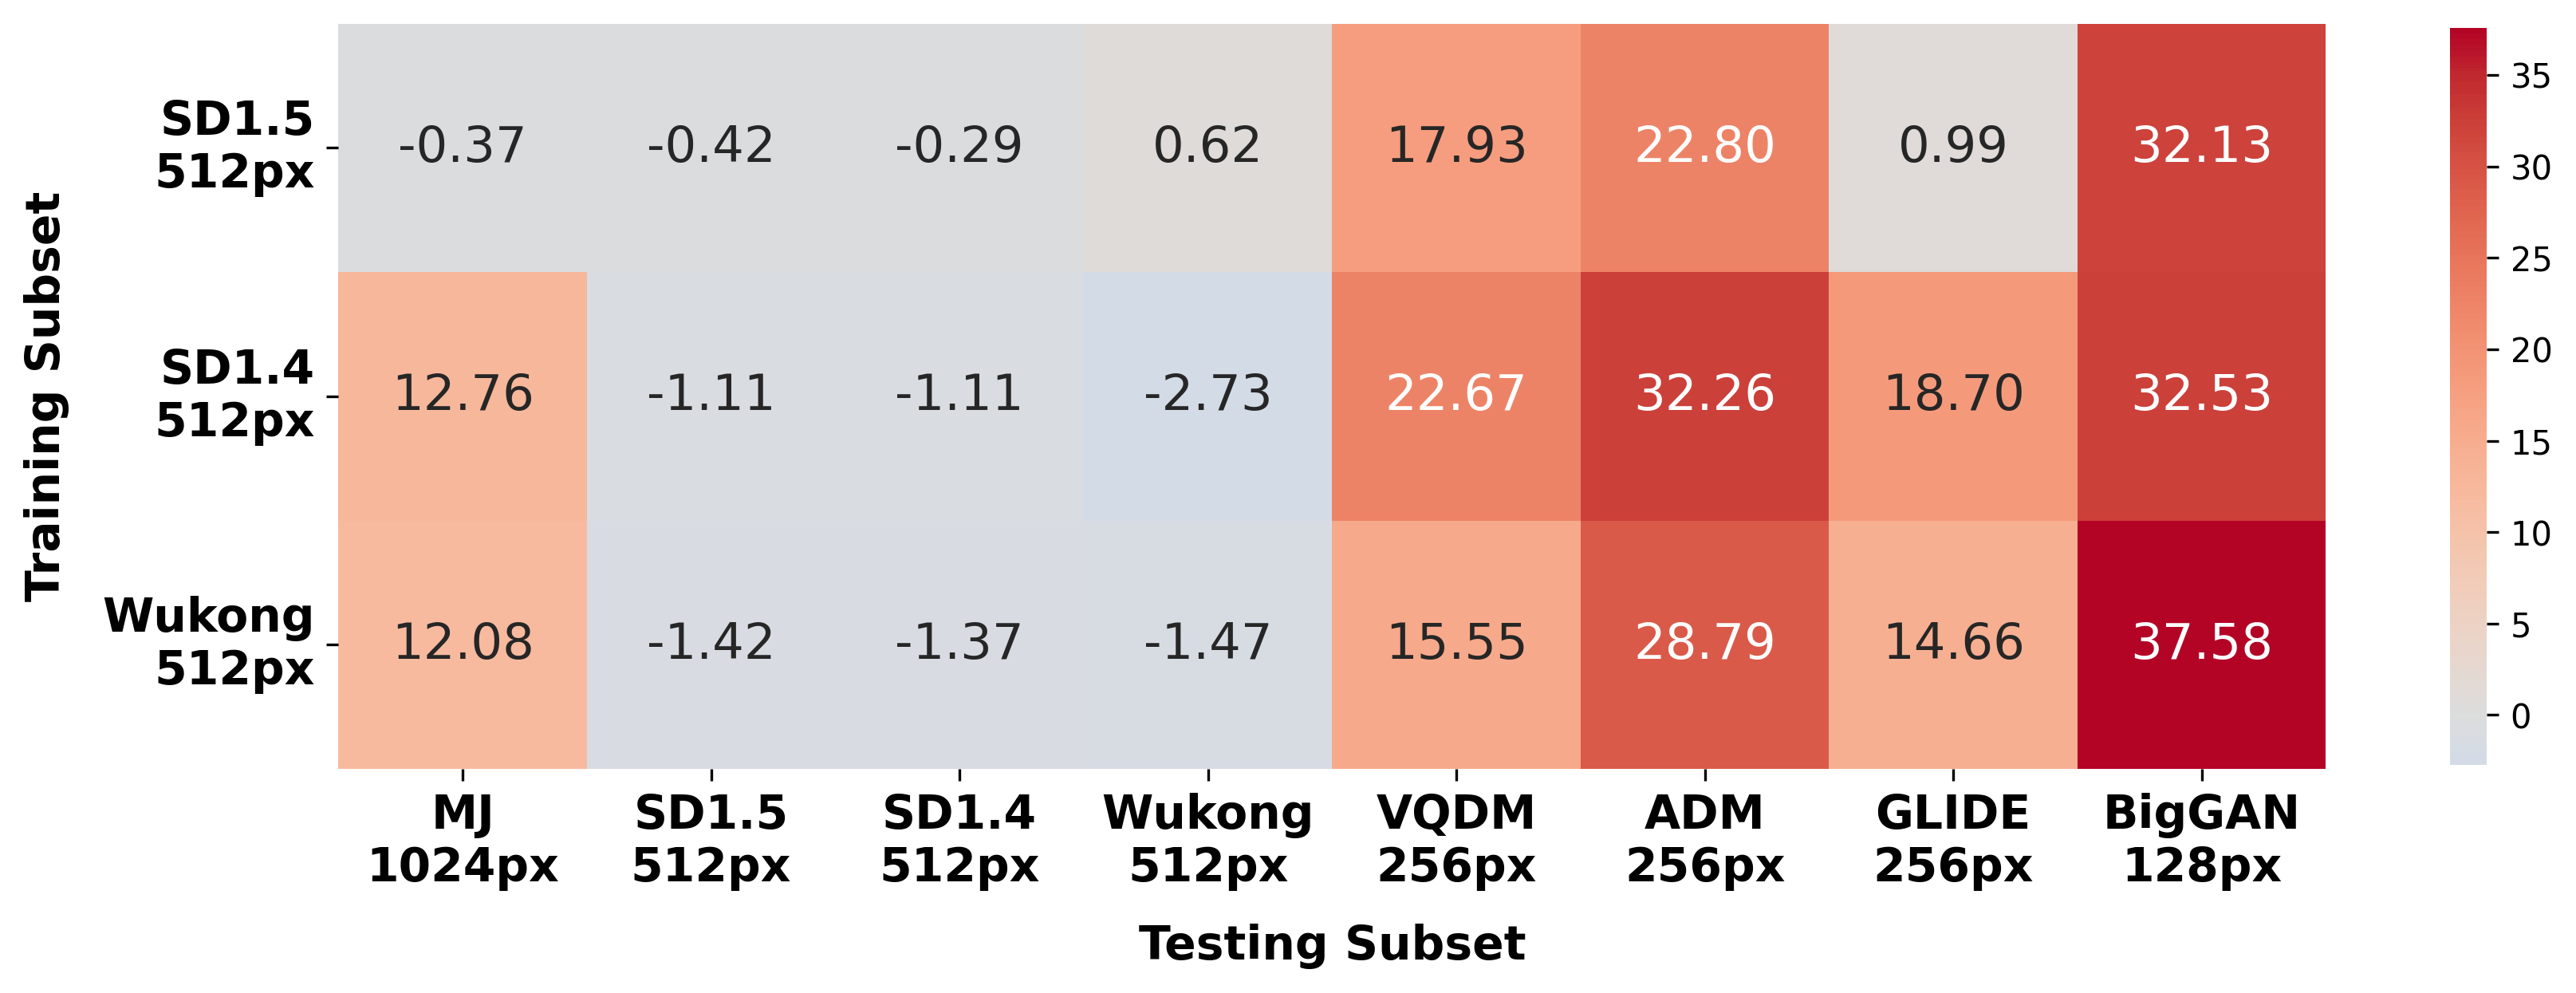 Training Subset
SD1.5
512px
-0.37 -0.42 -0.29 0.62 17.93 22.80 0.99 32.13
SD1.4
512px
12.76 -1.11 -1.11 -2.73 22.67 32.26 18.70 32.53
Wukong
512px
12.08 -1.42 -1.37 -1.47 15.55 28.79 14.66 37.58
MJ SD1.5 SD1.4 Wukong VQDM ADM GLIDE BigGAN
1024px 512px 512px 512px 256px 256px 256px 128px
Testing Subset
35
30
25
20
15
10
5
0